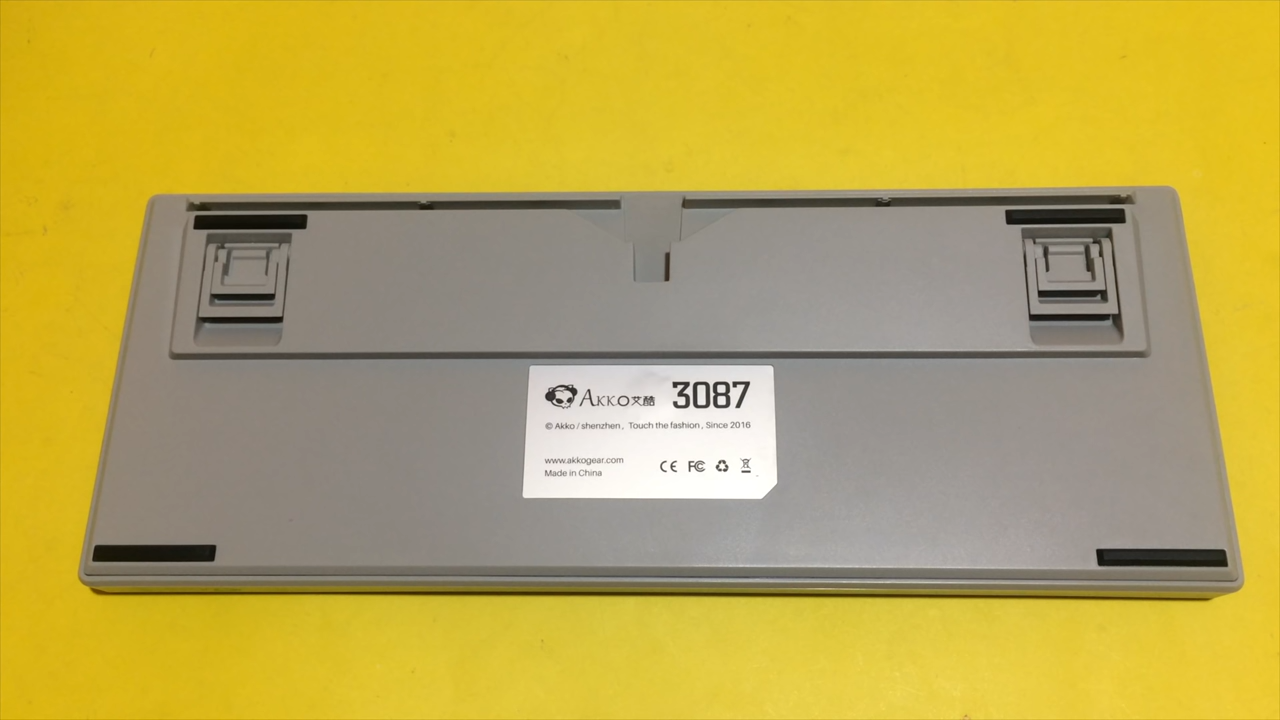 AKKO艾酷 3087
© Akko / shenzhen, Touch the fashion, Since 2016
www.akkogear.com
Made in China CE FC